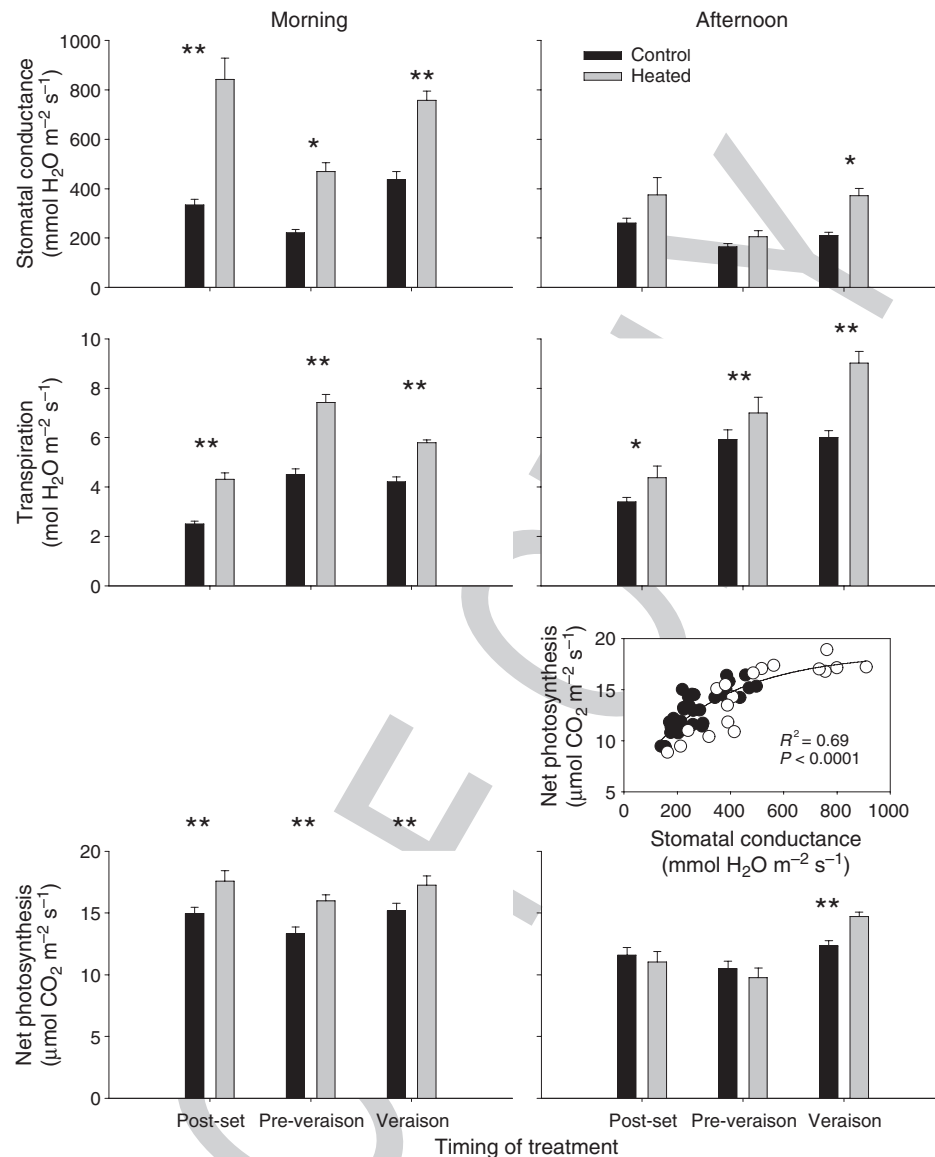 Morning
Afternoon
Stomatal conductance
(mmol H₂O m⁻² s⁻¹)
1000
800
600
400
200
0
**
*
**
Control
Heated
*
Transpiration
(mol H₂O m⁻² s⁻¹)
10
8
6
4
2
0
**
**
**
*
**
**
Net photosynthesis
(μmol CO₂ m⁻² s⁻¹)
20
15
10
5
R² = 0.69
P < 0.0001
0 200 400 600 800 1000
Stomatal conductance
(mmol H₂O m⁻² s⁻¹)
Net photosynthesis
(μmol CO₂ m⁻² s⁻¹)
20
15
10
5
0
**
**
**
**
Post-set Pre-veraison Veraison
Post-set Pre-veraison Veraison
Timing of treatment